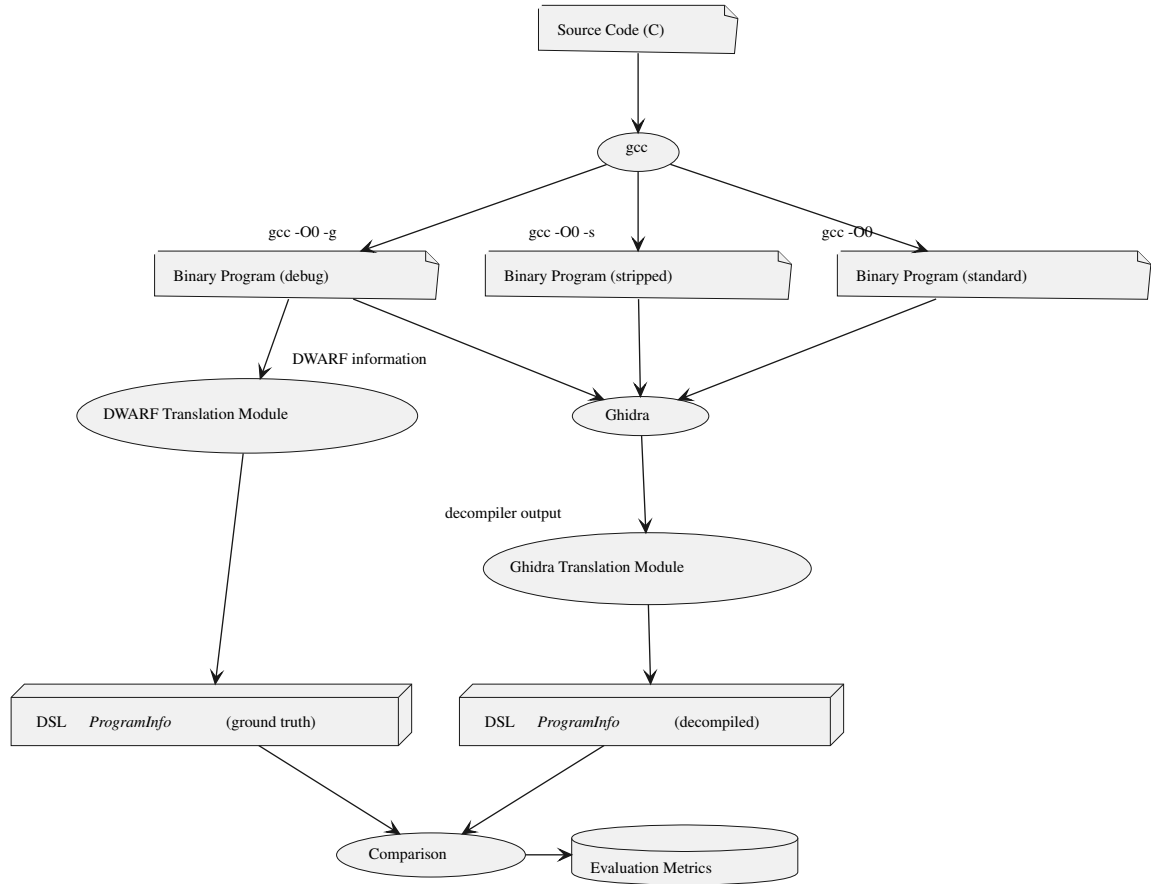 Source Code (C)
gcc
gcc -O0 -g
gcc -O0 -s
gcc -O0
Binary Program (debug)
Binary Program (stripped)
Binary Program (standard)
DWARF information
DWARF Translation Module
Ghidra
decompiler output
Ghidra Translation Module
DSL ProgramInfo (ground truth)
DSL ProgramInfo (decompiled)
Comparison
Evaluation Metrics